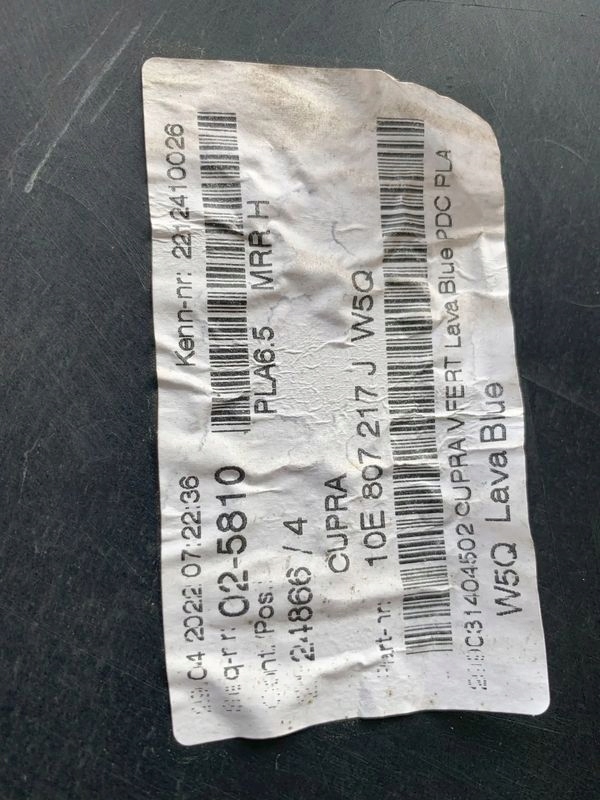 04 2022 07:22:36 Kenn-nr: 2212410026
02-5810
PLA6.5 MRR H
/Pos.:
24866 / 4
CUPRA
10E 807 217 J W5Q
CUPRA VFERT Lava Blue PDC PLA
W5Q Lava Blue